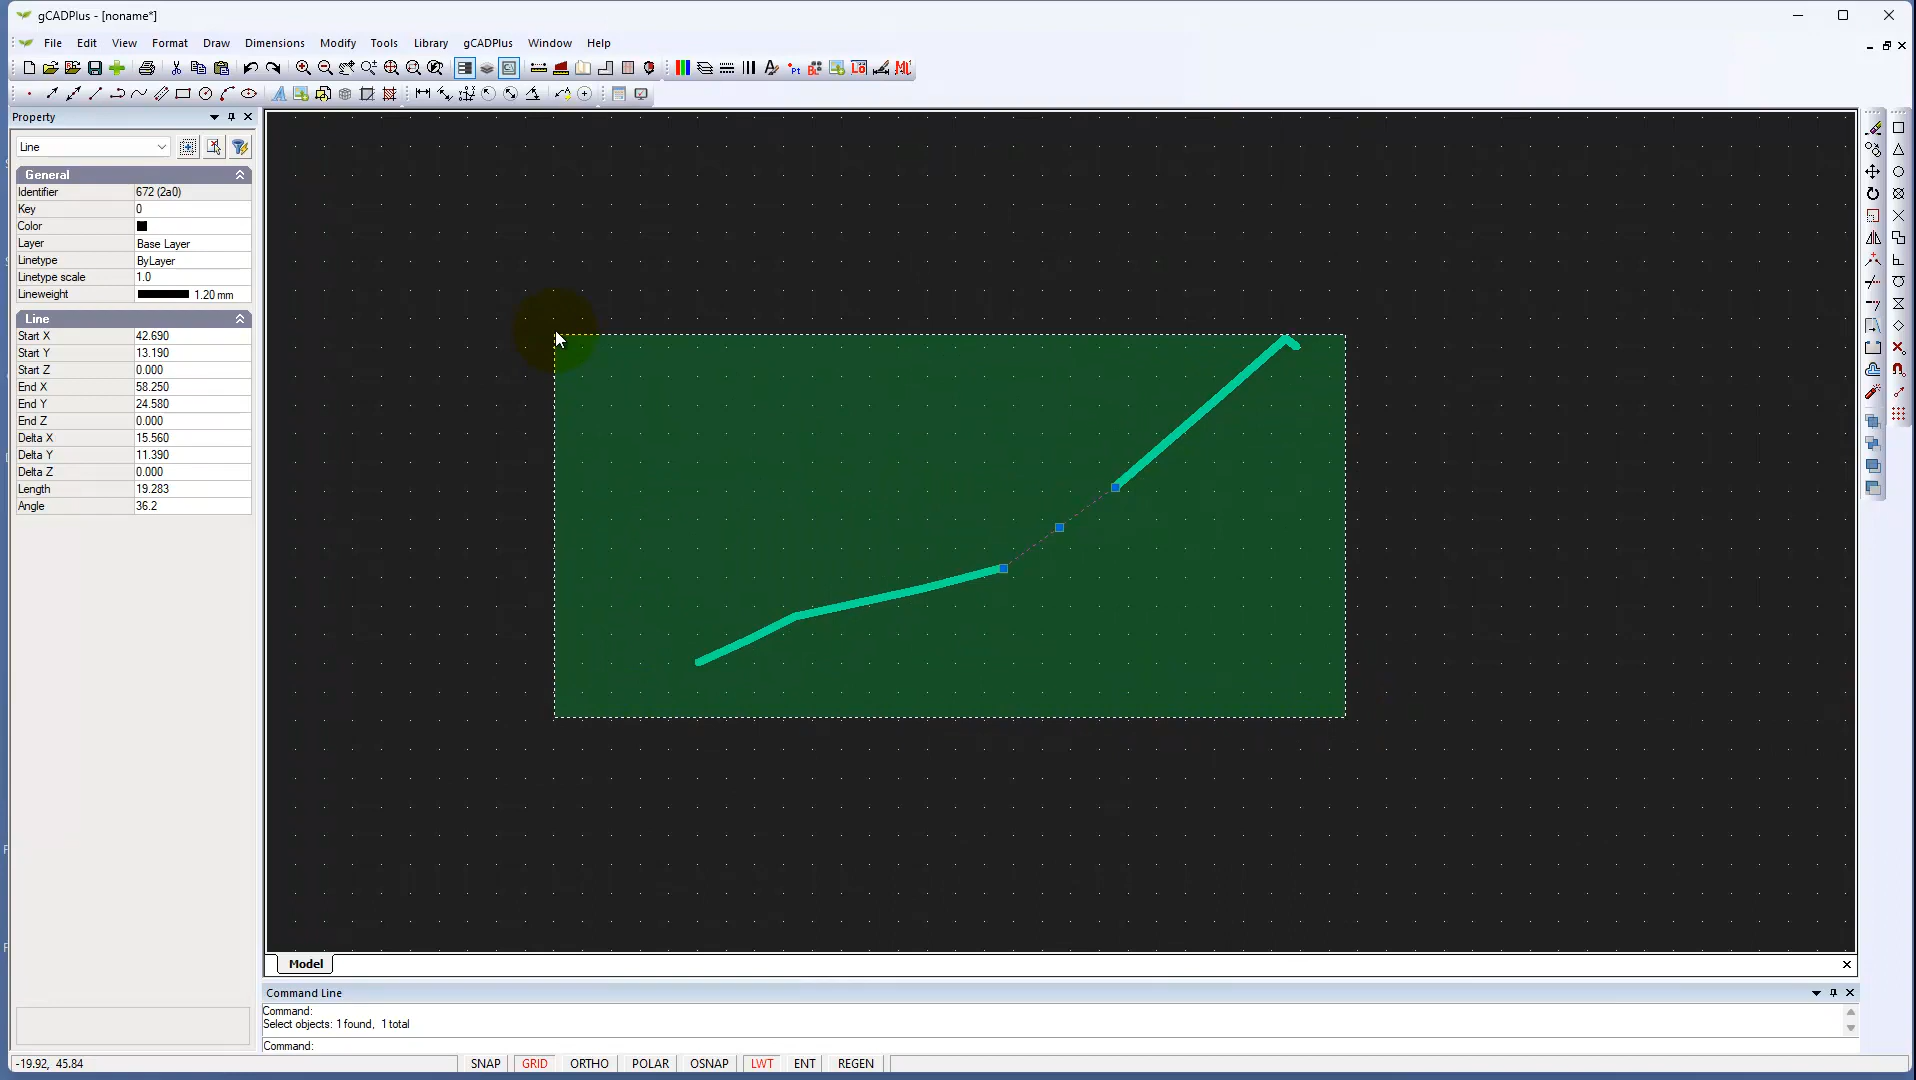 gCADPlus - [noname*]
File Edit View Format Draw Dimensions Modify Tools Library gCADPlus Window Help
Property
Line
General
Identifier 672 (2a0)
Key 0
Color
Layer Base Layer
Linetype ByLayer
Linetype scale 1.0
Lineweight 1.20 mm
Line
Start X 42.690
Start Y 13.190
Start Z 0.000
End X 58.250
End Y 24.580
End Z 0.000
Delta X 15.560
Delta Y 11.390
Delta Z 0.000
Length 19.283
Angle 36.2
Model
Command Line
Command:
Select objects: 1 found, 1 total
Command:
-19.92, 45.84 SNAP GRID ORTHO POLAR OSNAP LWT ENT REGEN